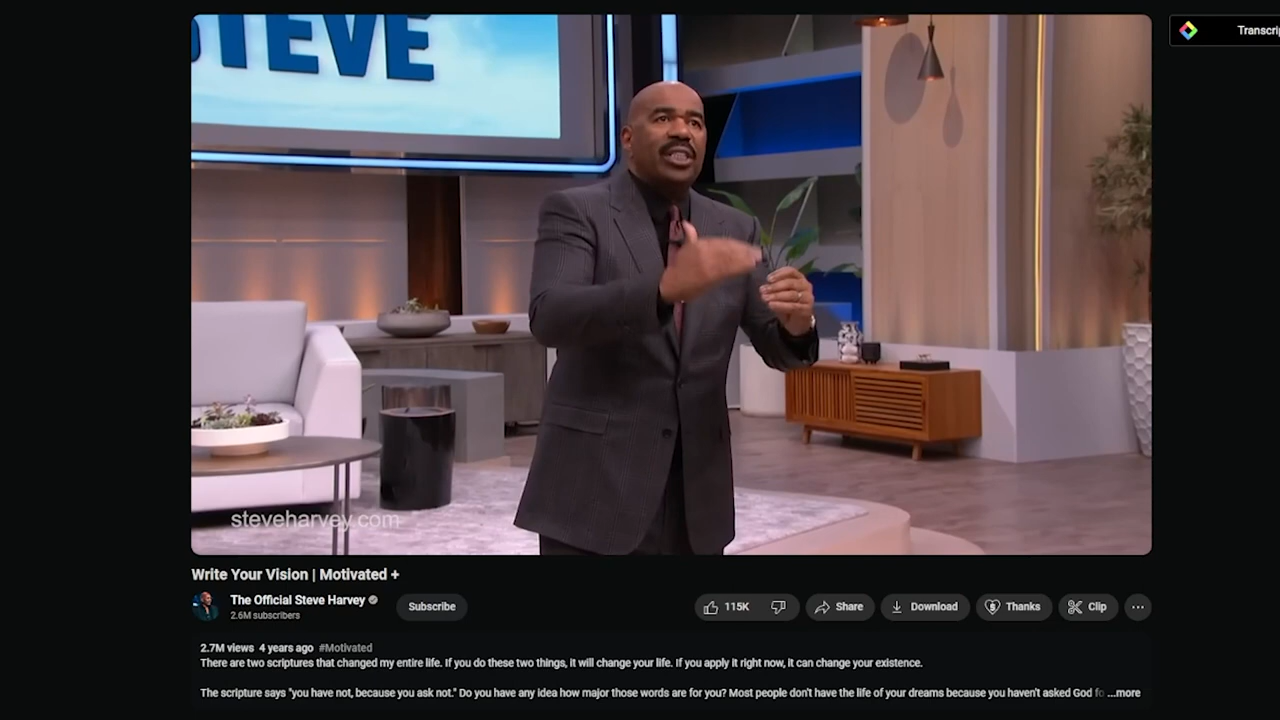 STEVE
Transcrip
steveharvey.com
Write Your Vision | Motivated +
The Official Steve Harvey
2.6M subscribers
Subscribe
115K
Share
Download
Thanks
Clip
2.7M views 4 years ago #Motivated
There are two scriptures that changed my entire life. If you do these two things, it will change your life. If you apply it right now, it can change your existence.
The scripture says "you have not, because you ask not." Do you have any idea how major those words are for you? Most people don't have the life of your dreams because you haven't asked God fo ...more